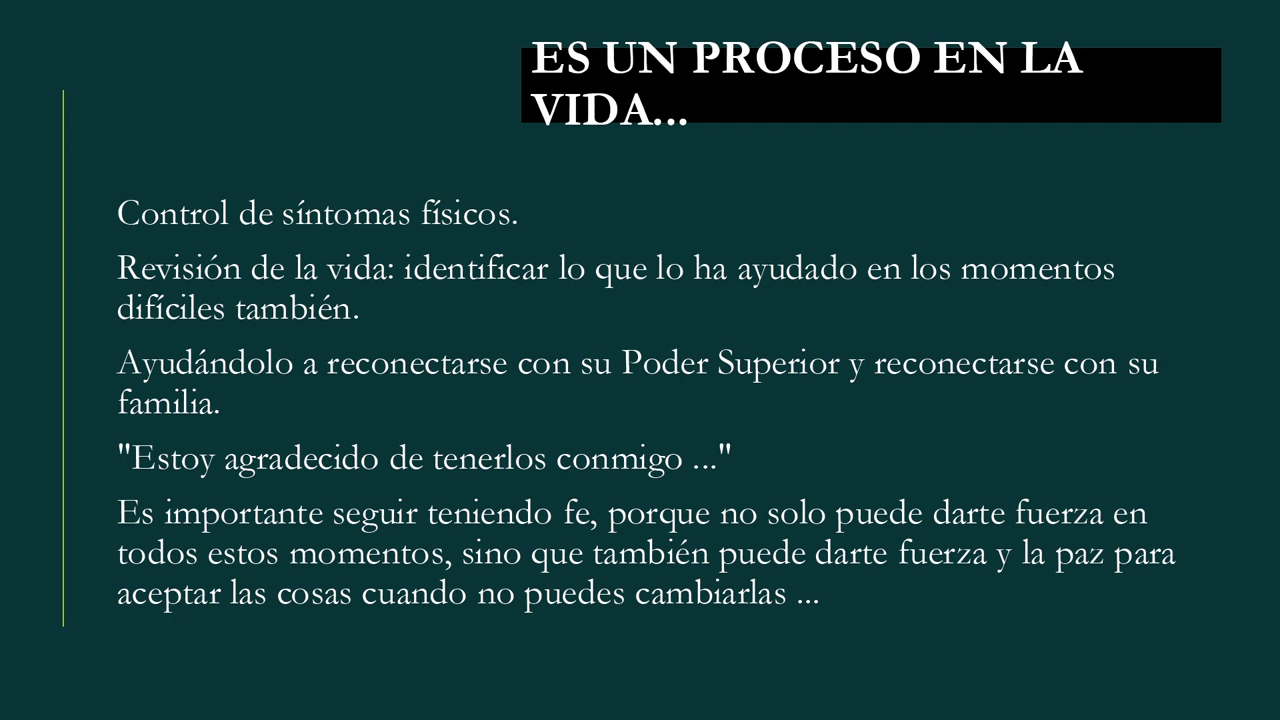 ES UN PROCESO EN LA
VIDA...
Control de síntomas físicos.
Revisión de la vida: identificar lo que lo ha ayudado en los momentos
difíciles también.
Ayudándolo a reconectarse con su Poder Superior y reconectarse con su
familia.
"Estoy agradecido de tenerlos conmigo ..."
Es importante seguir teniendo fe, porque no solo puede darte fuerza en
todos estos momentos, sino que también puede darte fuerza y la paz para
aceptar las cosas cuando no puedes cambiarlas ...